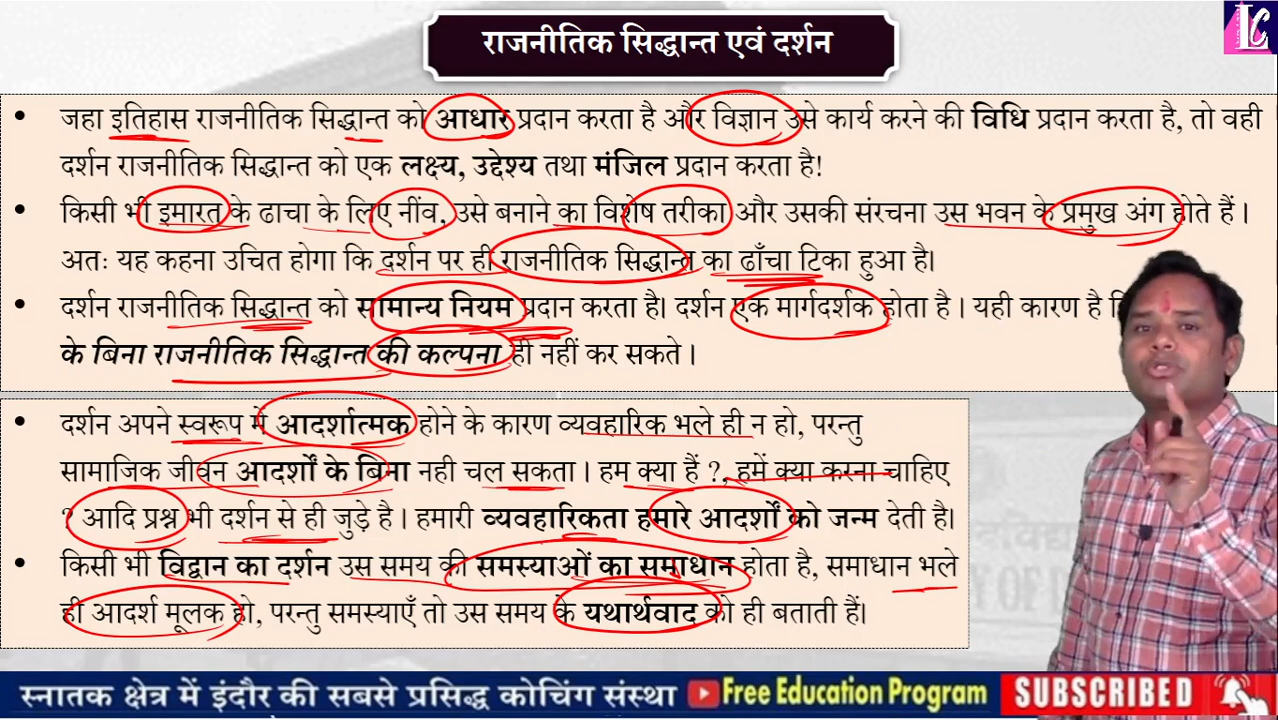 LC
राजनीतिक सिद्धान्त एवं दर्शन
• जहा इतिहास राजनीतिक सिद्धान्त को आधार प्रदान करता है और विज्ञान उसे कार्य करने की विधि प्रदान करता है, तो वही
दर्शन राजनीतिक सिद्धान्त को एक लक्ष्य, उद्देश्य तथा मंजिल प्रदान करता है!
• किसी भी इमारत के ढाचा के लिए नींव, उसे बनाने का विशेष तरीका और उसकी संरचना उस भवन के प्रमुख अंग होते हैं।
अतः यह कहना उचित होगा कि दर्शन पर ही राजनीतिक सिद्धान्त का ढाँचा टिका हुआ है।
• दर्शन राजनीतिक सिद्धान्त को सामान्य नियम प्रदान करता है। दर्शन एक मार्गदर्शक होता है। यही कारण है
के बिना राजनीतिक सिद्धान्त की कल्पना ही नहीं कर सकते।
• दर्शन अपने स्वरूप मे आदर्शात्मक होने के कारण व्यवहारिक भले ही न हो, परन्तु
सामाजिक जीवन आदर्शों के बिना नही चल सकता। हम क्या हैं ?, हमें क्या करना चाहिए
? आदि प्रश्न भी दर्शन से ही जुड़े है। हमारी व्यवहारिकता हमारे आदर्शों को जन्म देती है।
• किसी भी विद्वान का दर्शन उस समय की समस्याओं का समाधान होता है, समाधान भले
ही आदर्श मूलक हो, परन्तु समस्याएँ तो उस समय के यथार्थवाद को ही बताती हैं।
स्नातक क्षेत्र में इंदौर की सबसे प्रसिद्ध कोचिंग संस्था Free Education Program SUBSCRIBED